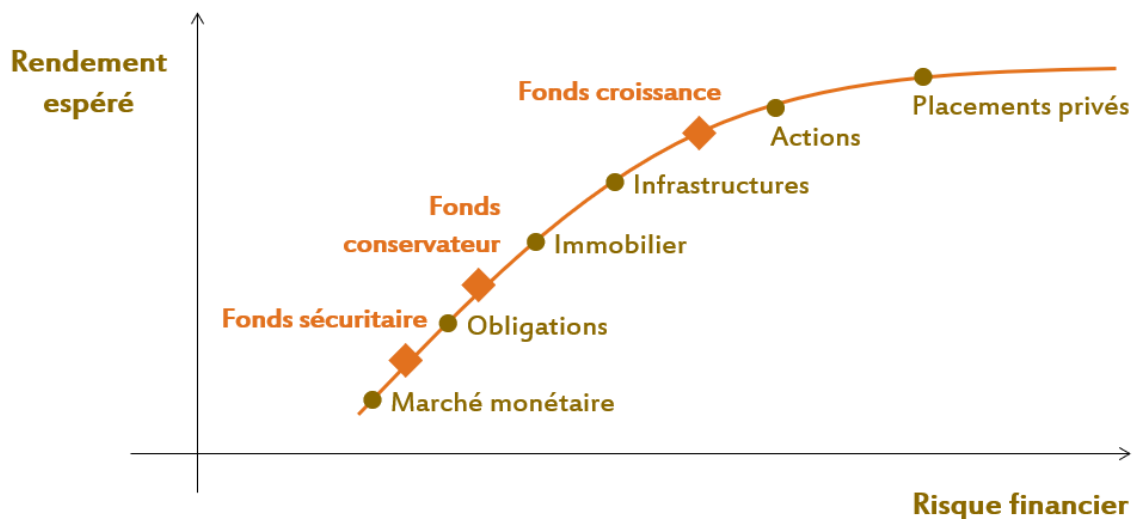 Rendement
espéré
Fonds croissance
Placements privés
Actions
Infrastructures
Fonds
conservateur
Immobilier
Fonds sécuritaire
Obligations
Marché monétaire
Risque financier